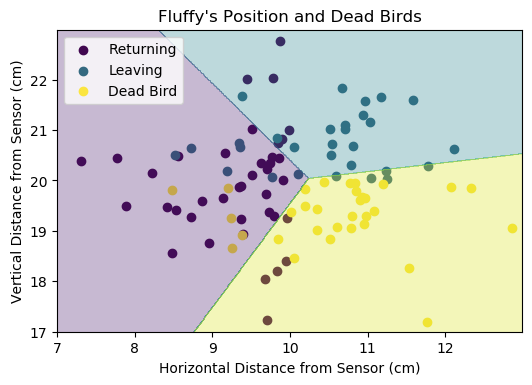 Fluffy's Position and Dead Birds
Returning
Leaving
Dead Bird
Vertical Distance from Sensor (cm)
22
21
20
19
18
17
7
8
9
10
11
12
Horizontal Distance from Sensor (cm)